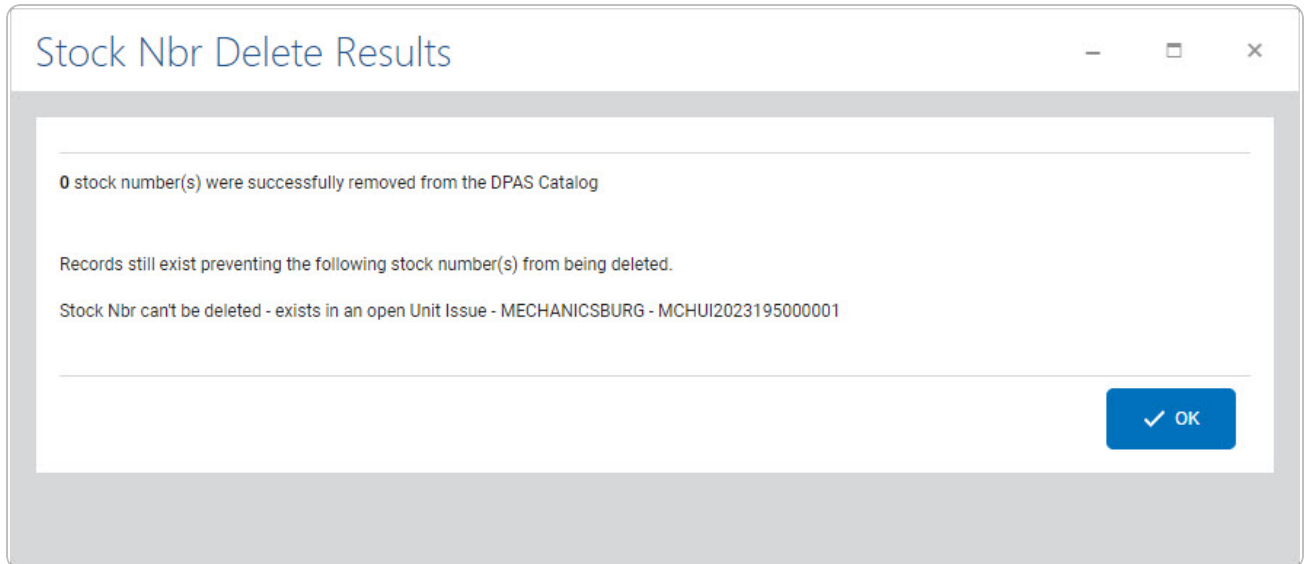 Stock Nbr Delete Results
0 stock number(s) were successfully removed from the DPAS Catalog
Records still exist preventing the following stock number(s) from being deleted.
Stock Nbr can't be deleted - exists in an open Unit Issue - MECHANICSBURG - MCHUI2023195000001
OK